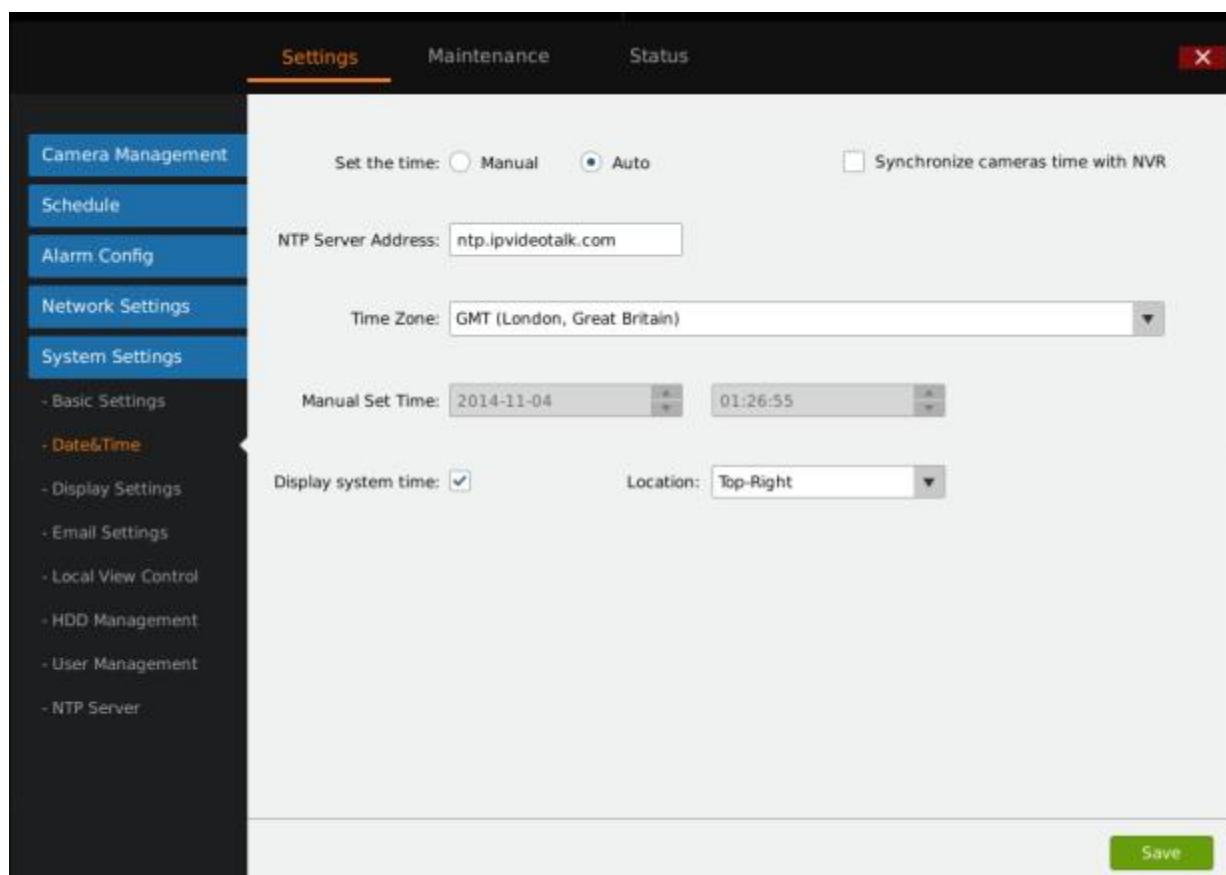 Settings Maintenance Status
Camera Management
Schedule
Alarm Config
Network Settings
System Settings
- Basic Settings
- Date&Time
- Display Settings
- Email Settings
- Local View Control
- HDD Management
- User Management
- NTP Server
Set the time: Manual Auto Synchronize cameras time with NVR
NTP Server Address: ntp.ipvideotalk.com
Time Zone: GMT (London, Great Britain)
Manual Set Time: 2014-11-04 01:26:55
Display system time: Location: Top-Right
Save